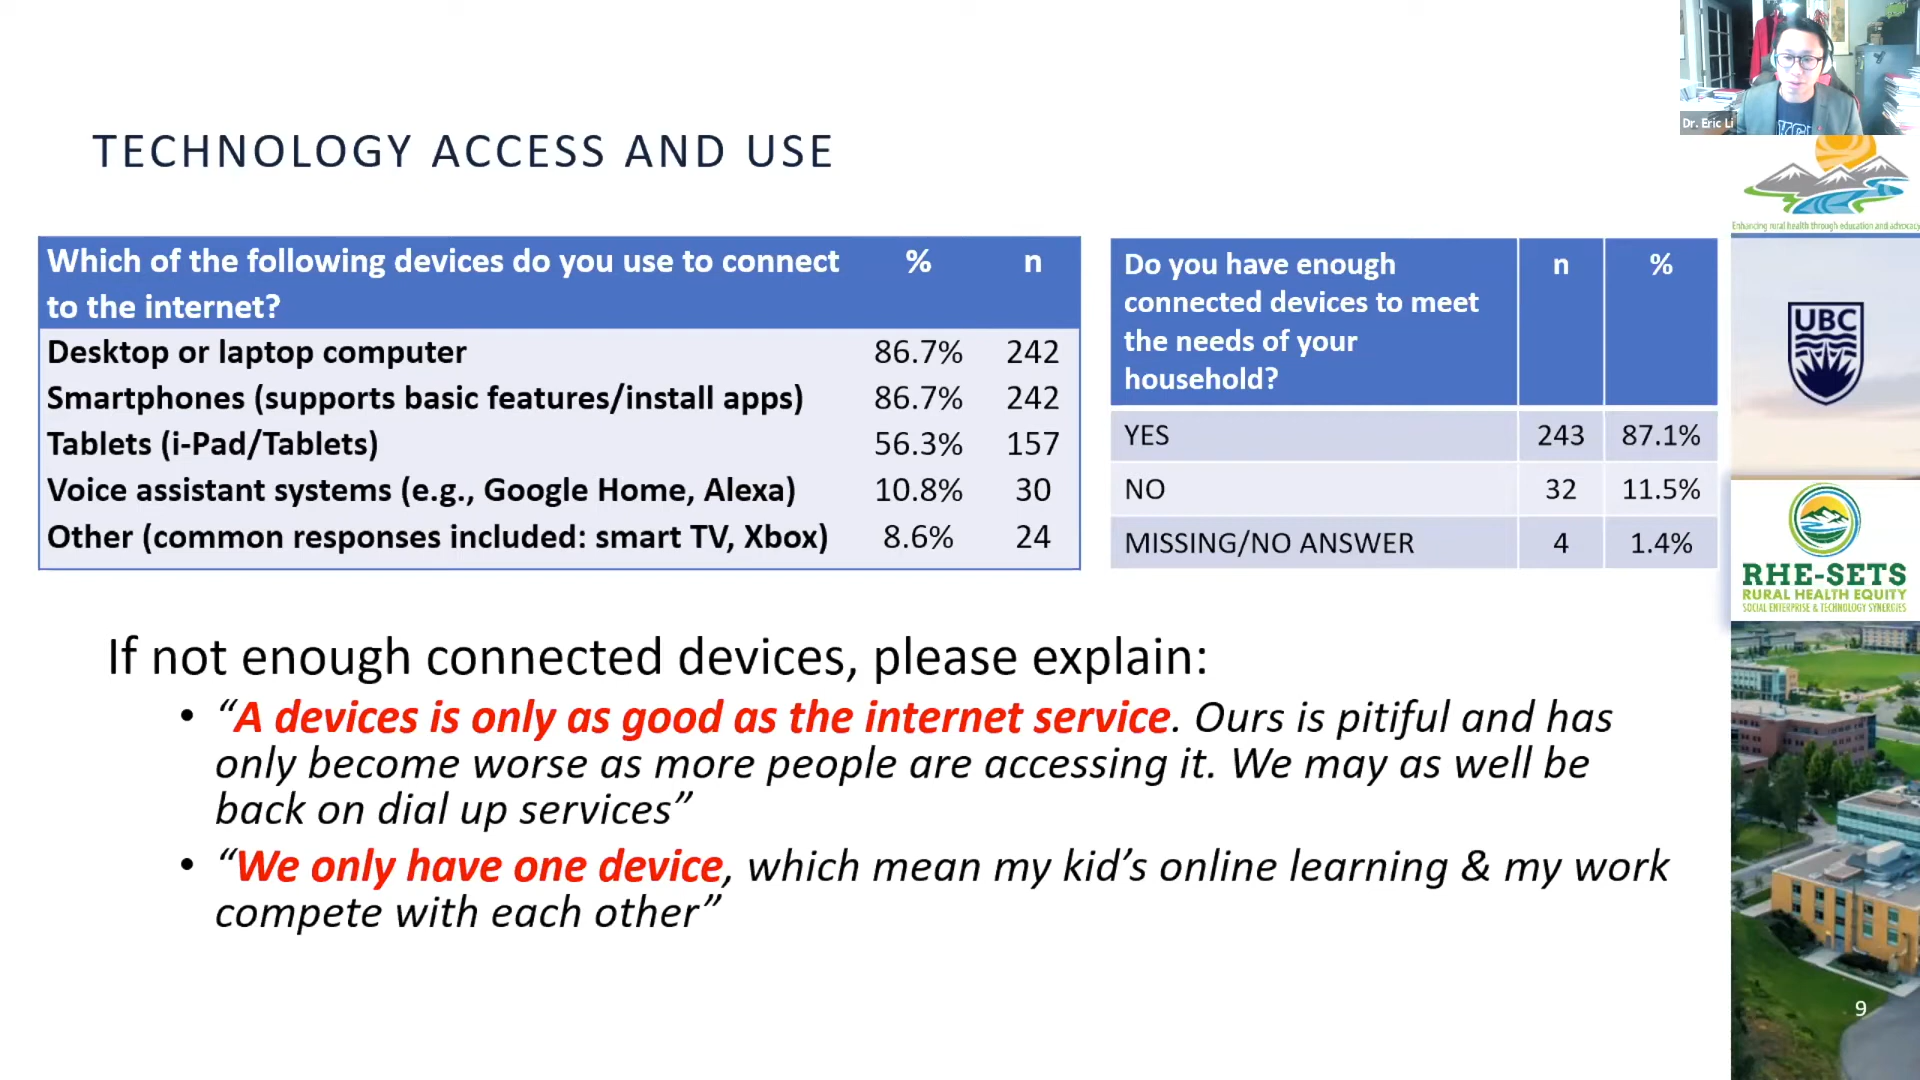 Dr. Eric Li
TECHNOLOGY ACCESS AND USE
Enhancing rural health through education and advocacy
Which of the following devices do you use to connect % n
to the internet?
Desktop or laptop computer 86.7% 242
Smartphones (supports basic features/install apps) 86.7% 242
Tablets (i-Pad/Tablets) 56.3% 157
Voice assistant systems (e.g., Google Home, Alexa) 10.8% 30
Other (common responses included: smart TV, Xbox) 8.6% 24
Do you have enough n %
connected devices to meet
the needs of your
household?
YES 243 87.1%
NO 32 11.5%
MISSING/NO ANSWER 4 1.4%
UBC
RHE-SETS
RURAL HEALTH EQUITY
SOCIAL ENTERPRISE & TECHNOLOGY SYNERGIES
If not enough connected devices, please explain:
• “A devices is only as good as the internet service. Ours is pitiful and has
only become worse as more people are accessing it. We may as well be
back on dial up services”
• “We only have one device, which mean my kid’s online learning & my work
compete with each other”
9